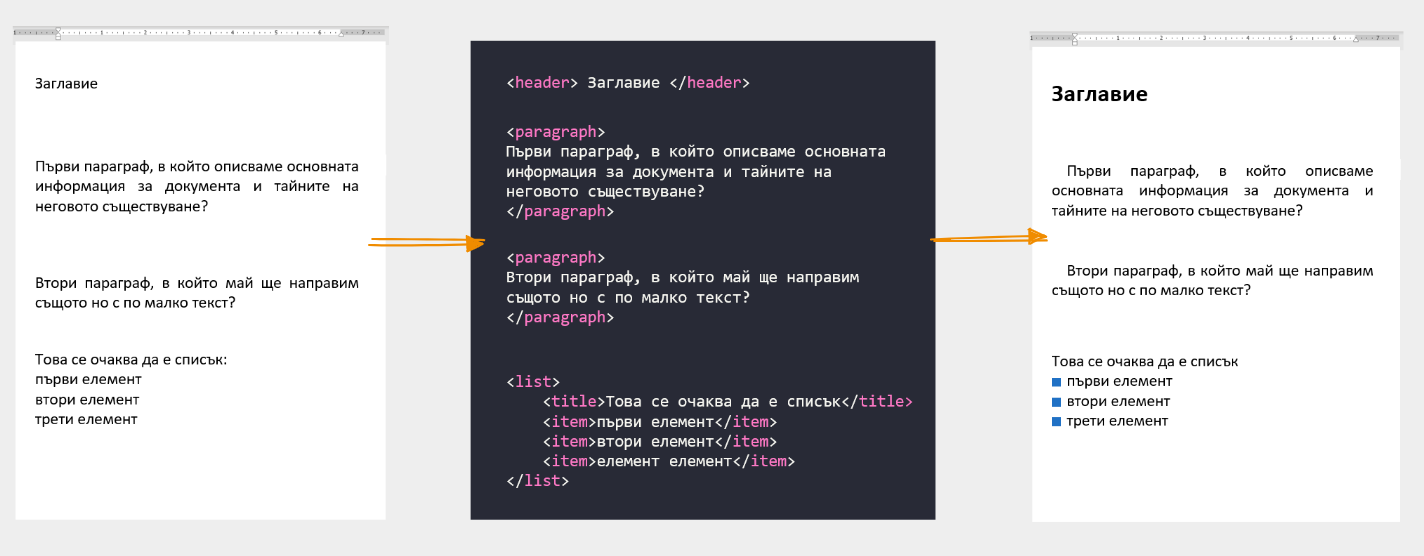 Заглавие
Първи параграф, в който описваме основната
информация за документа и тайните на
неговото съществуване?
Втори параграф, в който май ще направим
същото но с по малко текст?
Това се очаква да е списък:
първи елемент
втори елемент
трети елемент
<header> Заглавие </header>
<paragraph>
Първи параграф, в който описваме основната
информация за документа и тайните на
неговото съществуване?
</paragraph>
<paragraph>
Втори параграф, в който май ще направим
същото но с по малко текст?
</paragraph>
<list>
<title>Това се очаква да е списък</title>
<item>първи елемент</item>
<item>втори елемент</item>
<item>елемент елемент</item>
</list>
Заглавие
Първи параграф, в който описваме
основната информация за документа и
тайните на неговото съществуване?
Втори параграф, в който май ще направим
същото но с по малко текст?
Това се очаква да е списък
първи елемент
втори елемент
трети елемент